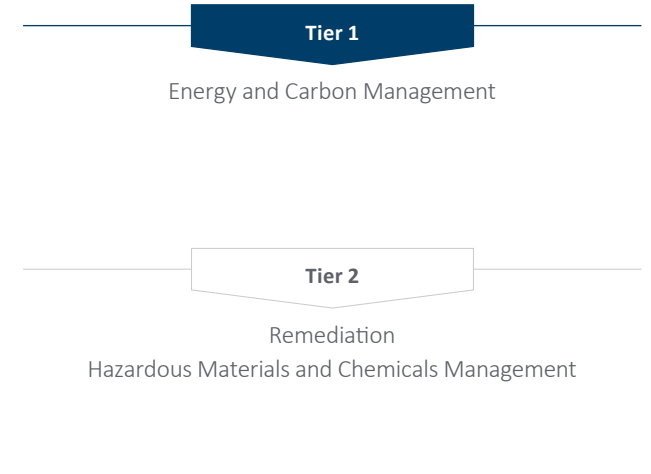 Tier 1
Energy and Carbon Management
Tier 2
Remediation
Hazardous Materials and Chemicals Management